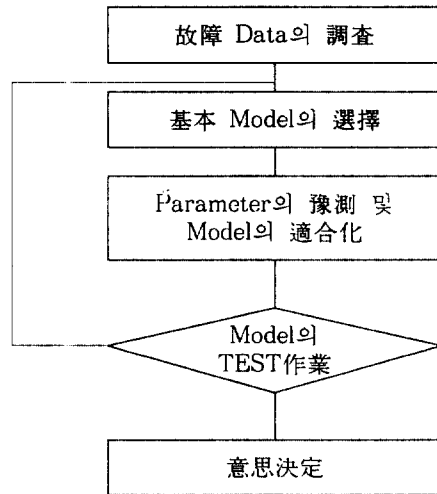 故障 Data의 調査
基本 Model의 選擇
Parameter의 豫測 및
Model의 適合化
Model의
TEST作業
意思決定